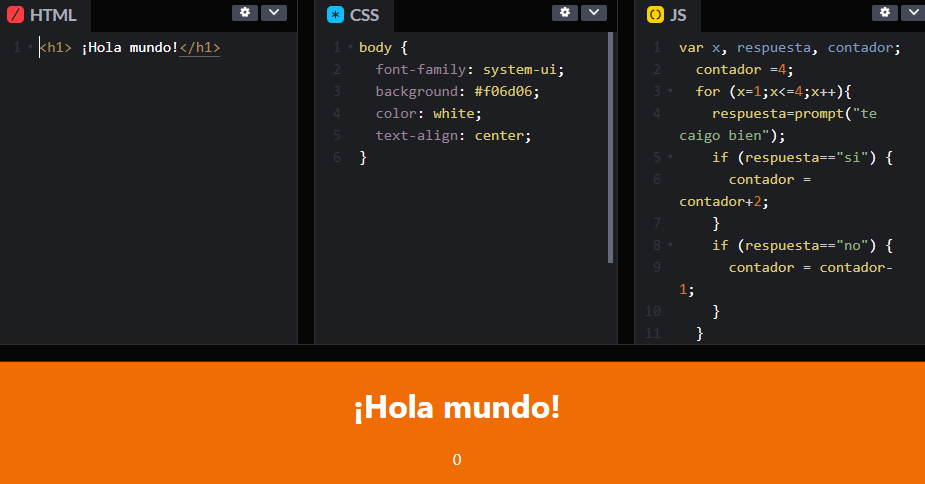 HTML
1 <h1> ¡Hola mundo!</h1>
CSS
1 body {
2 font-family: system-ui;
3 background: #f06d06;
4 color: white;
5 text-align: center;
6 }
JS
1 var x, respuesta, contador;
2 contador =4;
3 for (x=1;x<=4;x++){
4 respuesta=prompt("te
caigo bien");
5 if (respuesta=="si") {
6 contador =
contador+2;
7 }
8 if (respuesta=="no") {
9 contador = contador-
1;
10 }
11 }
¡Hola mundo!
0